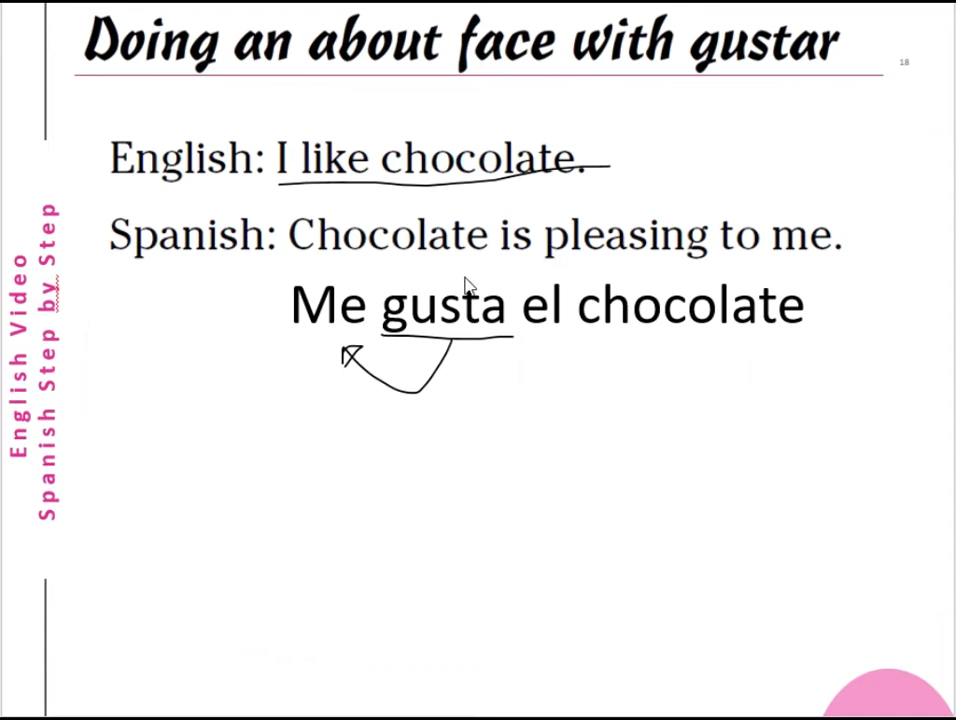 Doing an about face with gustar
18
English: I like chocolate.
Spanish: Chocolate is pleasing to me.
Me gusta el chocolate
English Video
Spanish Step by Step